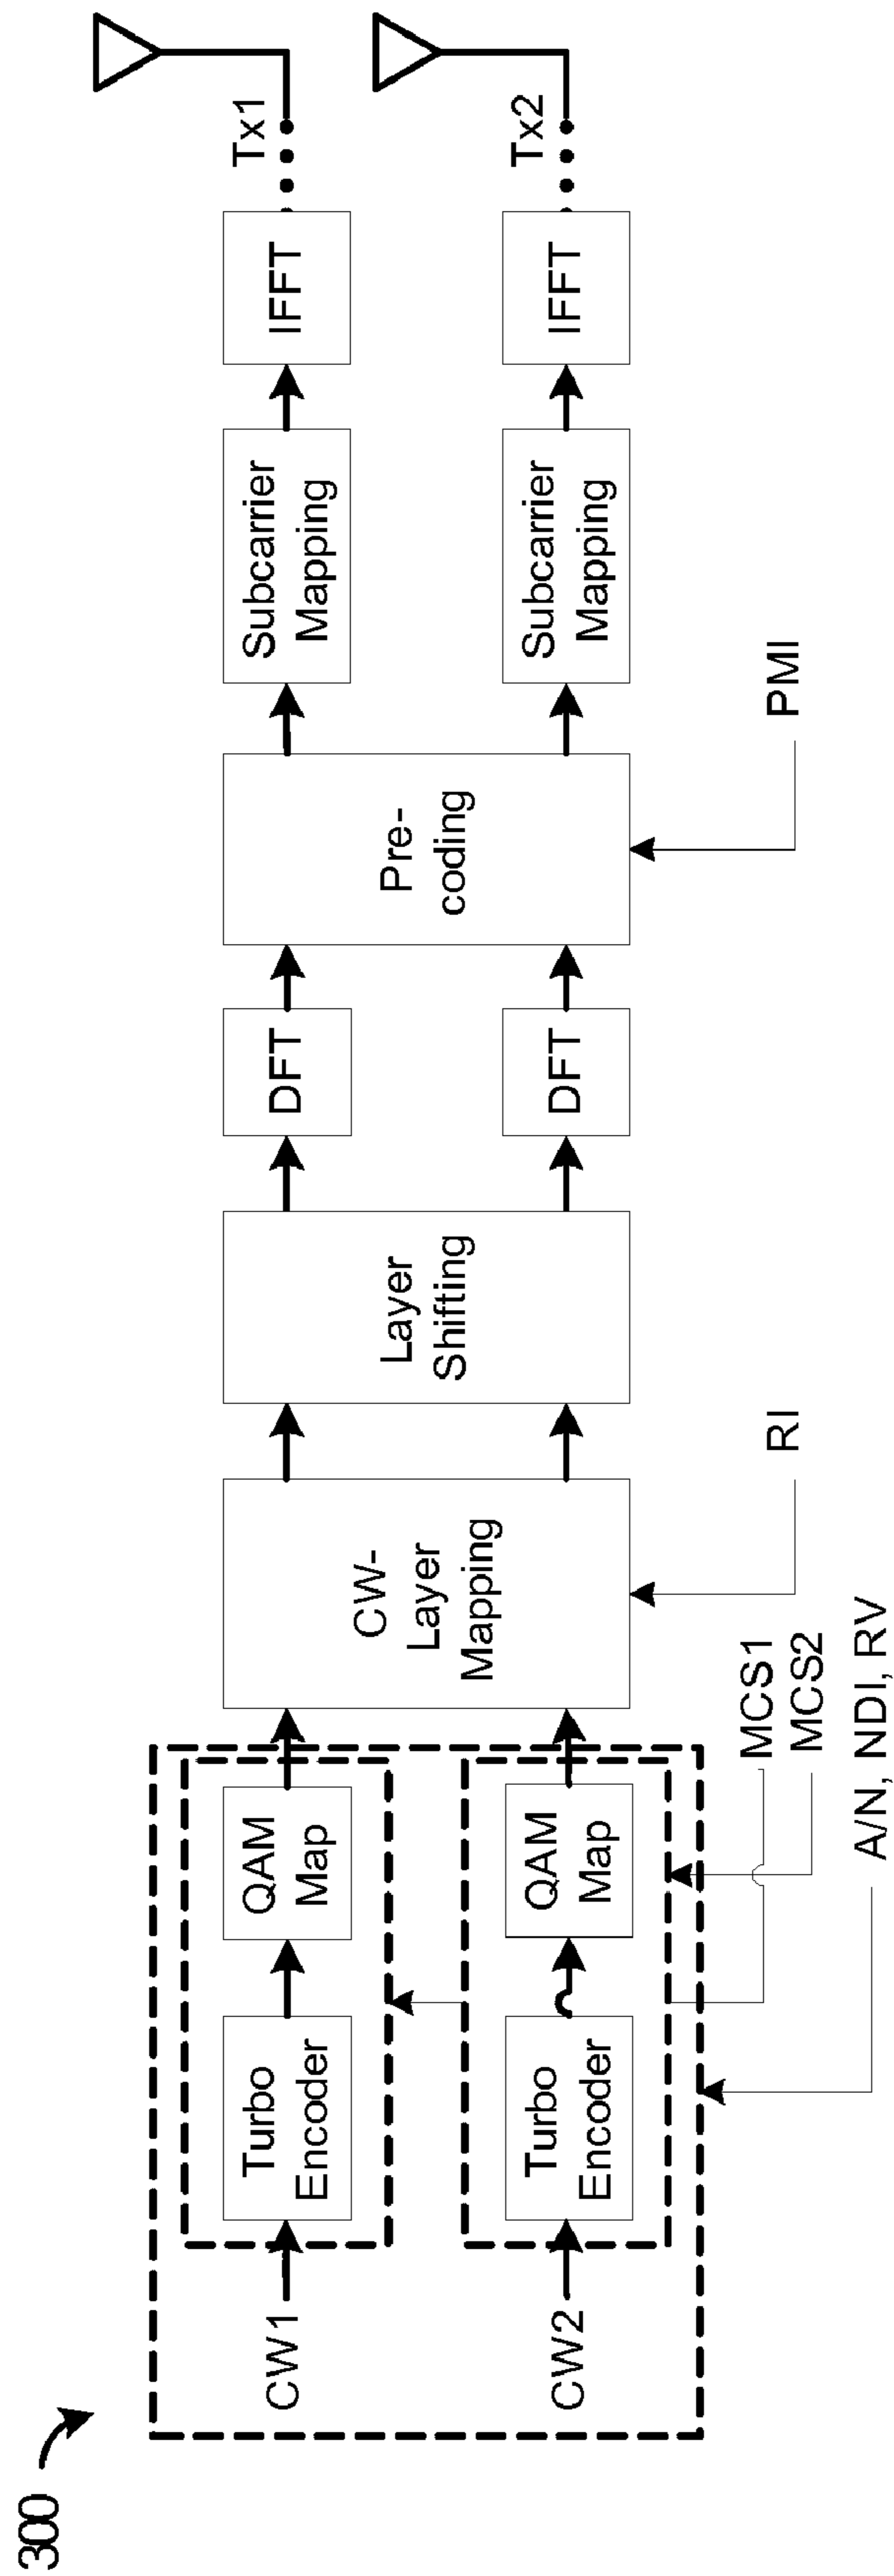 300
CW1
Turbo
Encoder
QAM
Map
CW2
Turbo
Encoder
QAM
Map
CW-
Layer
Mapping
Layer
Shifting
DFT
DFT
Pre-
coding
Subcarrier
Mapping
Subcarrier
Mapping
IFFT
IFFT
Tx1
Tx2
MCS1
MCS2
A/N, NDI, RV
RI
PMI